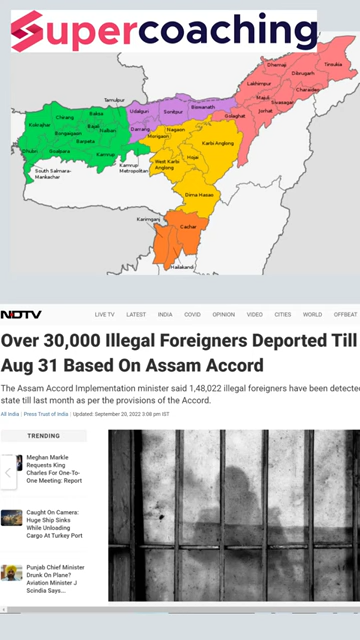 Supercoaching
Dhemaji
Tinsukia
Dibrugarh
Lakhimpur
Charaideo
Majuli
Sivasagar
Jorhat
Golaghat
Tamulpur
Biswanath
Sonitpur
Udalguri
Baksa
Chirang
Kokrajhar
Bongaigaon
Bajali
Nalbari
Barpeta
Darrang
Morigaon
Nagaon
Karbi Anglong
West Karbi
Anglong
Hojai
Dhubri
Goalpara
Kamrup
Kamrup
Metropolitan
South Salmara-
Mankachar
Dima Hasao
Karimganj
Cachar
Hailakandi
NDTV
LIVE TV LATEST INDIA COVID OPINION VIDEO CITIES WORLD OFFBEAT
Over 30,000 Illegal Foreigners Deported Till
Aug 31 Based On Assam Accord
The Assam Accord Implementation minister said 1,48,022 illegal foreigners have been detected
state till last month as per the provisions of the Accord.
All India | Press Trust of India | Updated: September 20, 2022 3:08 pm IST
TRENDING
Meghan Markle
Requests King
Charles For One-To-
One Meeting: Report
Caught On Camera:
Huge Ship Sinks
While Unloading
Cargo At Turkey Port
Punjab Chief Minister
Drunk On Plane?
Aviation Minister J
Scindia Says...